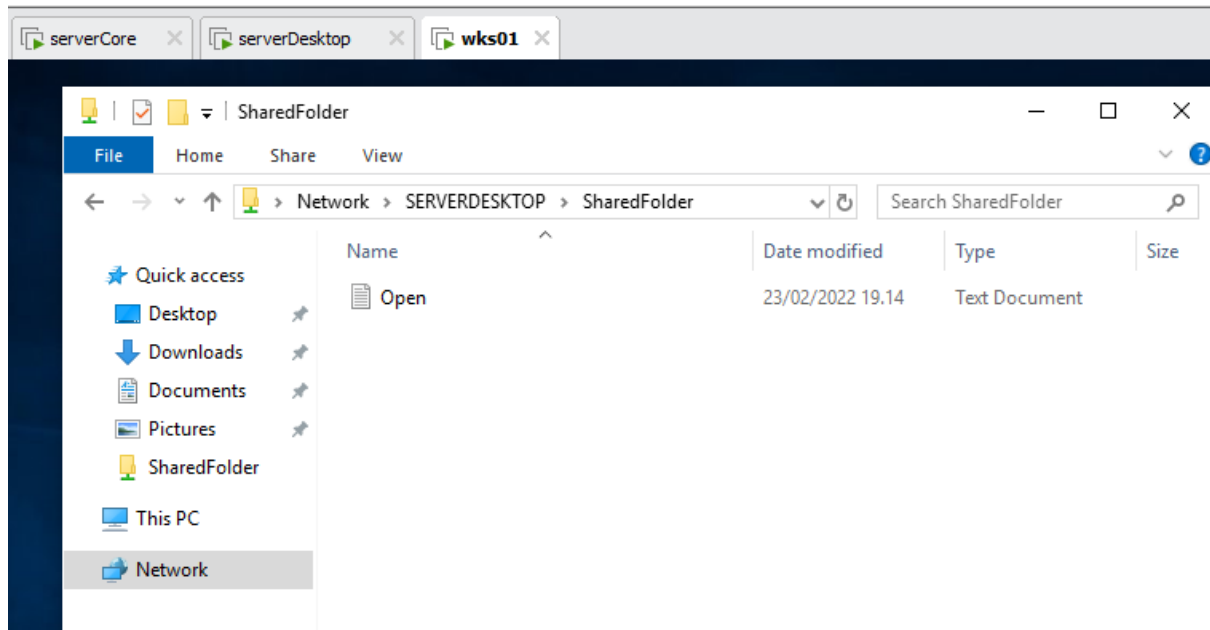 serverCore serverDesktop wks01
SharedFolder
File Home Share View
Network > SERVERDESKTOP > SharedFolder Search SharedFolder
Name Date modified Type Size
Quick access
Open 23/02/2022 19.14 Text Document
Desktop
Downloads
Documents
Pictures
SharedFolder
This PC
Network